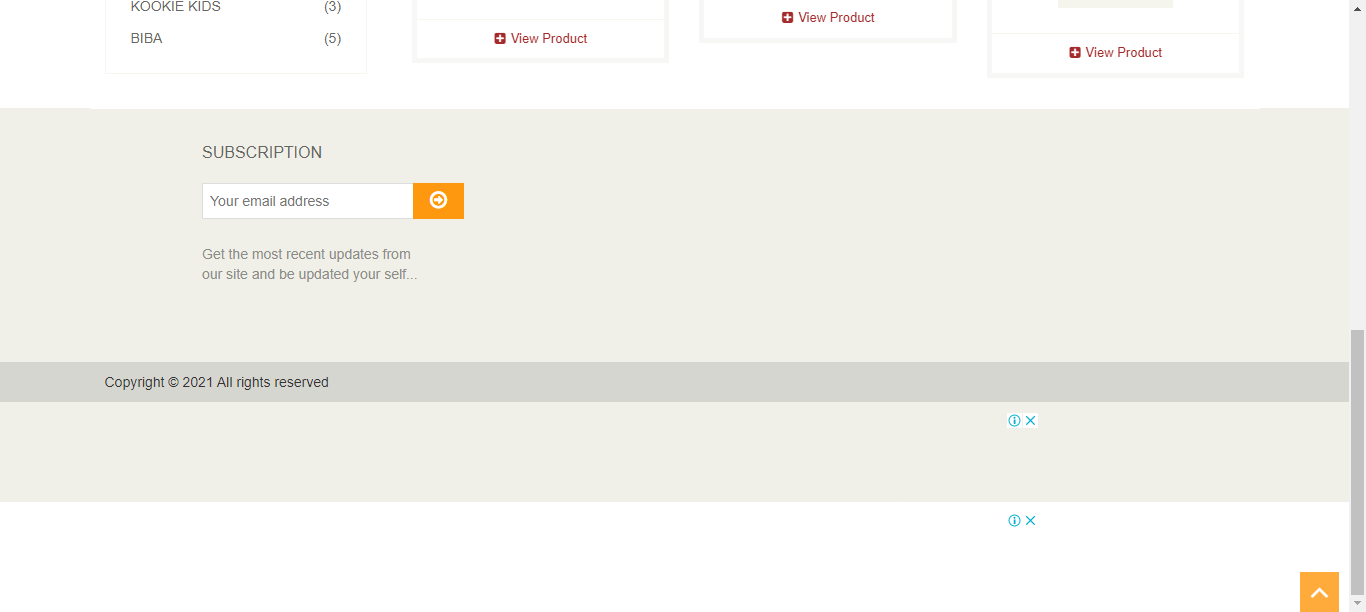 KOOKIE KIDS (3)
BIBA (5)
View Product
View Product
View Product
SUBSCRIPTION
Your email address
Get the most recent updates from
our site and be updated your self...
Copyright © 2021 All rights reserved